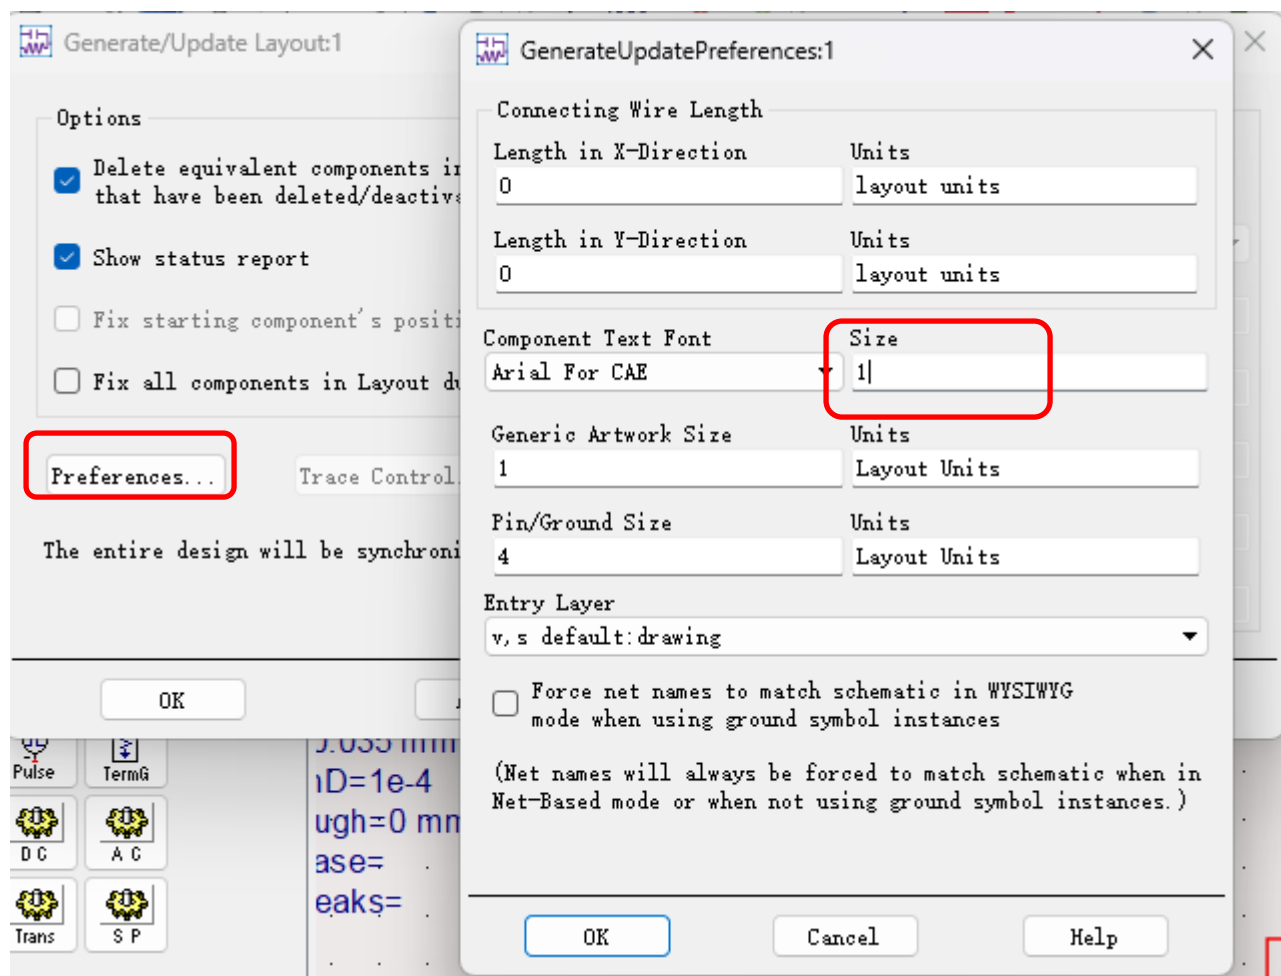 Generate/Update Layout:1
Options
Delete equivalent components
that have been
Show status report
Fix starting component's
Fix all components in Layout
Preferences...
Trace Control
The entire design will be
OK
GenerateUpdatePreferences:1
Connecting Wire Length
Length in X-Direction Units
0 layout units
Length in Y-Direction Units
0 layout units
Component Text Font Size
Arial For CAE 1
Generic Artwork Size Units
1 Layout Units
Pin/Ground Size Units
4 Layout Units
Entry Layer
v,s default:drawing
Force net names to match schematic in WYSIWYG
mode when using ground symbol instances
(Net names will always be forced to match schematic when in
Net-Based mode or when not using ground symbol instances.)
OK Cancel Help
Pulse TermG
DC AC
Trans SP
D=1e-4
ugh=0
ase=
eaks=